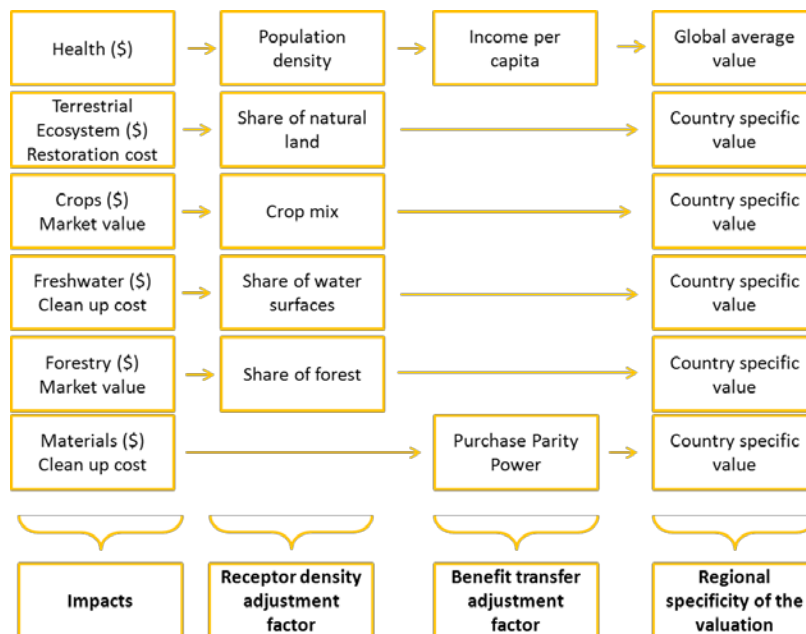 Health ($)
Population
density
Income per
capita
Global average
value
Terrestrial
Ecosystem ($)
Restoration cost
Share of natural
land
Country specific
value
Crops ($)
Market value
Crop mix
Country specific
value
Freshwater ($)
Clean up cost
Share of water
surfaces
Country specific
value
Forestry ($)
Market value
Share of forest
Country specific
value
Materials ($)
Clean up cost
Purchase Parity
Power
Country specific
value
Impacts
Receptor density
adjustment
factor
Benefit transfer
adjustment
factor
Regional
specificity of the
valuation